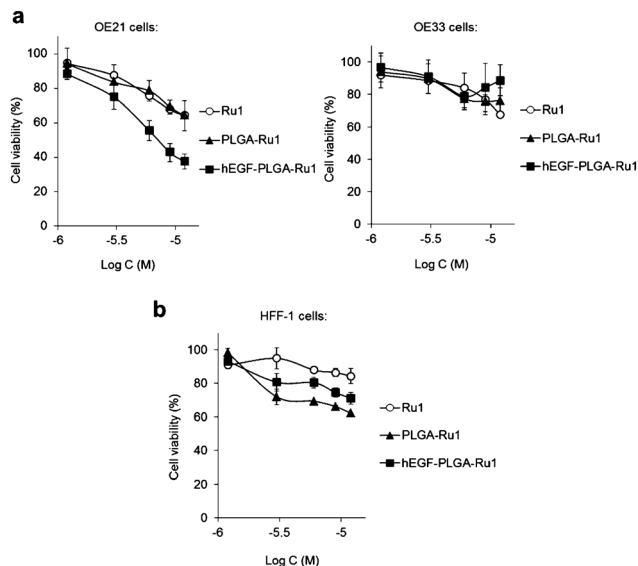 a
OE21 cells:
OE33 cells:
100
80
60
40
20
0
-6
-5.5
-5
Cell viability (%)
Log C (M)
Ru1
PLGA-Ru1
hEGF-PLGA-Ru1
100
80
60
40
20
0
-6
-5.5
-5
Cell viability (%)
Log C (M)
Ru1
PLGA-Ru1
hEGF-PLGA-Ru1
b
HFF-1 cells:
100
80
60
40
20
0
-6
-5.5
-5
Cell viability (%)
Log C (M)
Ru1
PLGA-Ru1
hEGF-PLGA-Ru1